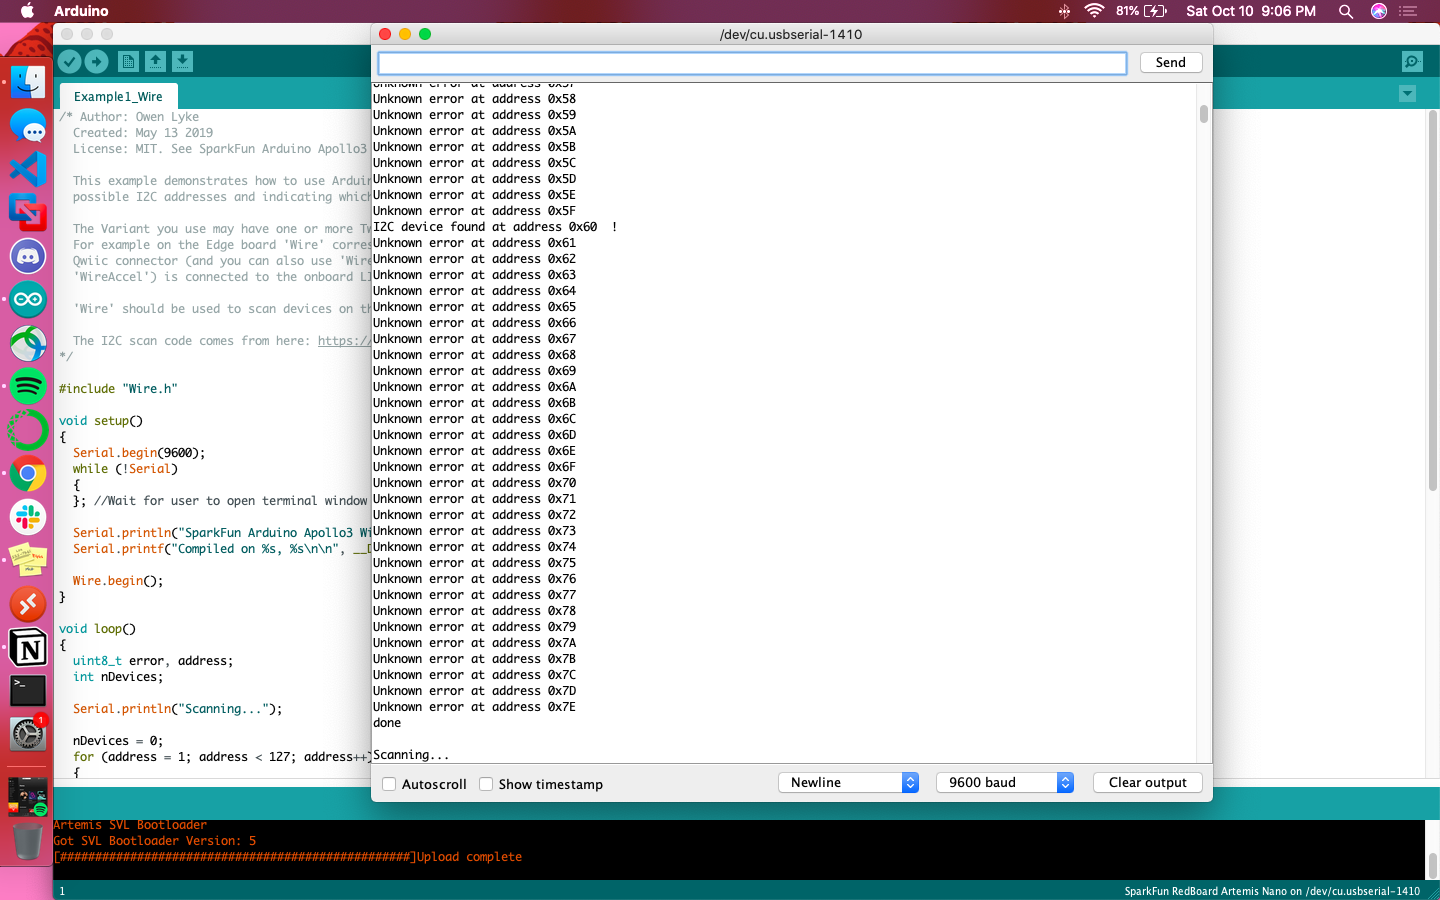 Arduino
81%
Sat Oct 10 9:06 PM
/dev/cu.usbserial-1410
Send
Example1_Wire
/* Author: Owen Lyke
Created: May 13 2019
License: MIT. See SparkFun Arduino Apollo3
This example demonstrates how to use Arduin
possible I2C addresses and indicating which
The Variant you use may have one or more Tw
For example on the Edge board 'Wire' corres
Qwiic connector (and you can also use 'Wire
'WireAccel') is connected to the onboard LI
'Wire' should be used to scan devices on th
The I2C scan code comes from here: https://
*/
#include "Wire.h"
void setup()
{
Serial.begin(9600);
while (!Serial)
{
}; //Wait for user to open terminal window
Serial.println("SparkFun Arduino Apollo3 Wi
Serial.printf("Compiled on %s, %s\n\n", __D
Wire.begin();
}
void loop()
{
uint8_t error, address;
int nDevices;
Serial.println("Scanning...");
nDevices = 0;
for (address = 1; address < 127; address++)
{
Unknown error at address 0x57
Unknown error at address 0x58
Unknown error at address 0x59
Unknown error at address 0x5A
Unknown error at address 0x5B
Unknown error at address 0x5C
Unknown error at address 0x5D
Unknown error at address 0x5E
Unknown error at address 0x5F
I2C device found at address 0x60  !
Unknown error at address 0x61
Unknown error at address 0x62
Unknown error at address 0x63
Unknown error at address 0x64
Unknown error at address 0x65
Unknown error at address 0x66
Unknown error at address 0x67
Unknown error at address 0x68
Unknown error at address 0x69
Unknown error at address 0x6A
Unknown error at address 0x6B
Unknown error at address 0x6C
Unknown error at address 0x6D
Unknown error at address 0x6E
Unknown error at address 0x6F
Unknown error at address 0x70
Unknown error at address 0x71
Unknown error at address 0x72
Unknown error at address 0x73
Unknown error at address 0x74
Unknown error at address 0x75
Unknown error at address 0x76
Unknown error at address 0x77
Unknown error at address 0x78
Unknown error at address 0x79
Unknown error at address 0x7A
Unknown error at address 0x7B
Unknown error at address 0x7C
Unknown error at address 0x7D
Unknown error at address 0x7E
done
Scanning...
Autoscroll
Show timestamp
Newline
9600 baud
Clear output
Artemis SVL Bootloader
Got SVL Bootloader Version: 5
[##################################################]Upload complete
1
SparkFun RedBoard Artemis Nano on /dev/cu.usbserial-1410